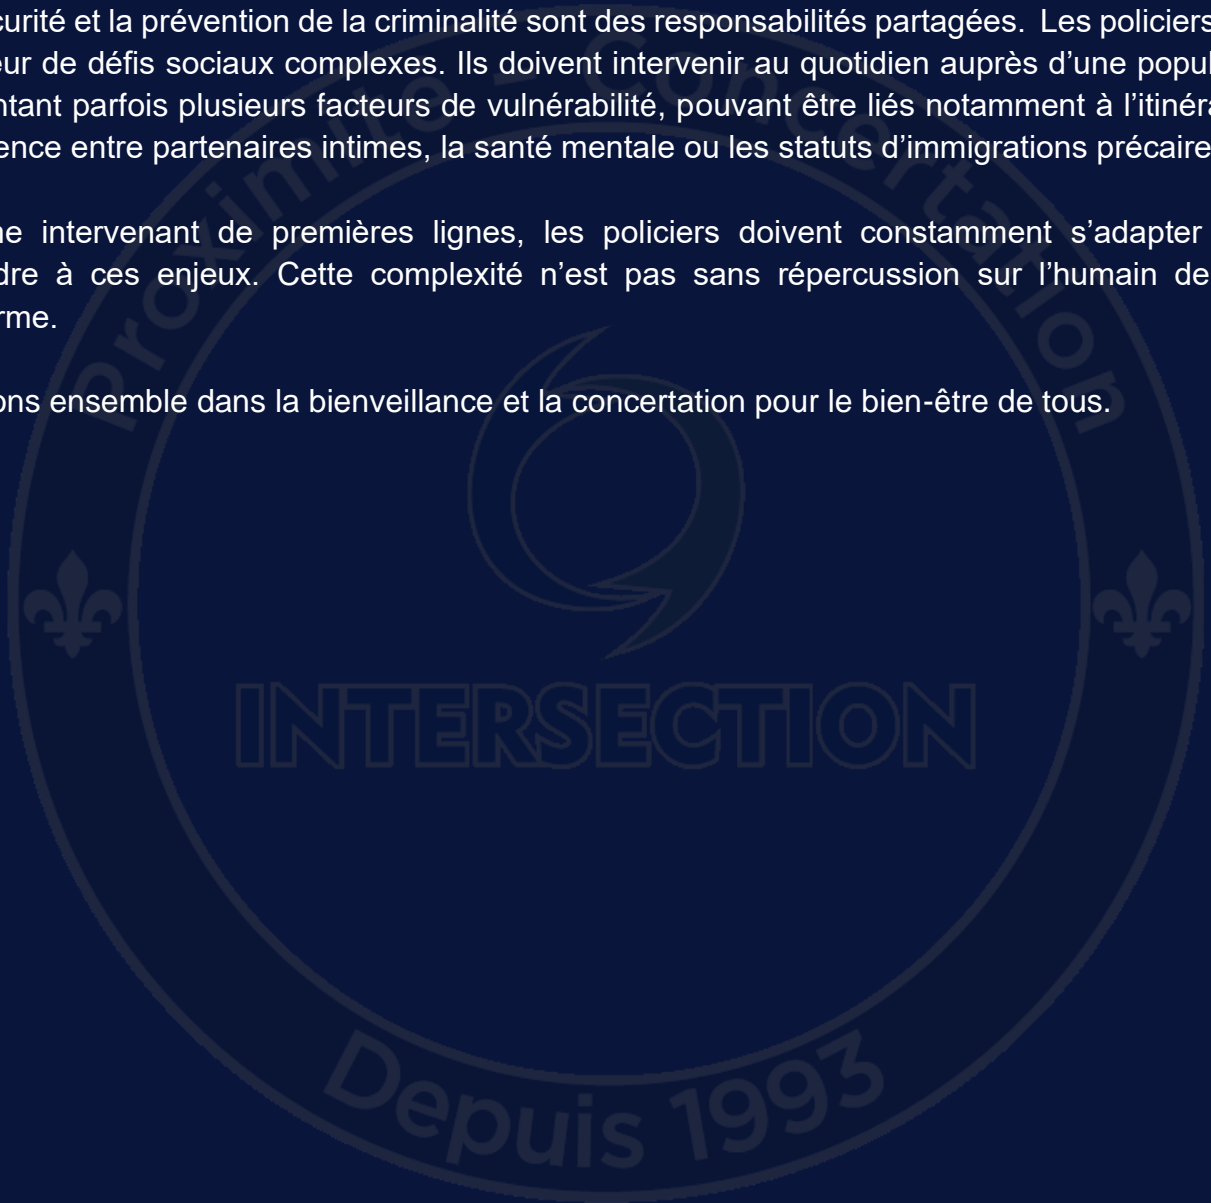 curité et la prévention de la criminalité sont des responsabilités partagées. Les policiers
eur de défis sociaux complexes. Ils doivent intervenir au quotidien auprès d’une popul
ntant parfois plusieurs facteurs de vulnérabilité, pouvant être liés notamment à l’itinéra
ence entre partenaires intimes, la santé mentale ou les statuts d’immigrations précaire
ne intervenant de premières lignes, les policiers doivent constamment s’adapter
dre à ces enjeux. Cette complexité n’est pas sans répercussion sur l’humain de
rme.
ons ensemble dans la bienveillance et la concertation pour le bien-être de tous.
Proximité - Concertation
INTERSECTION
Depuis 1993